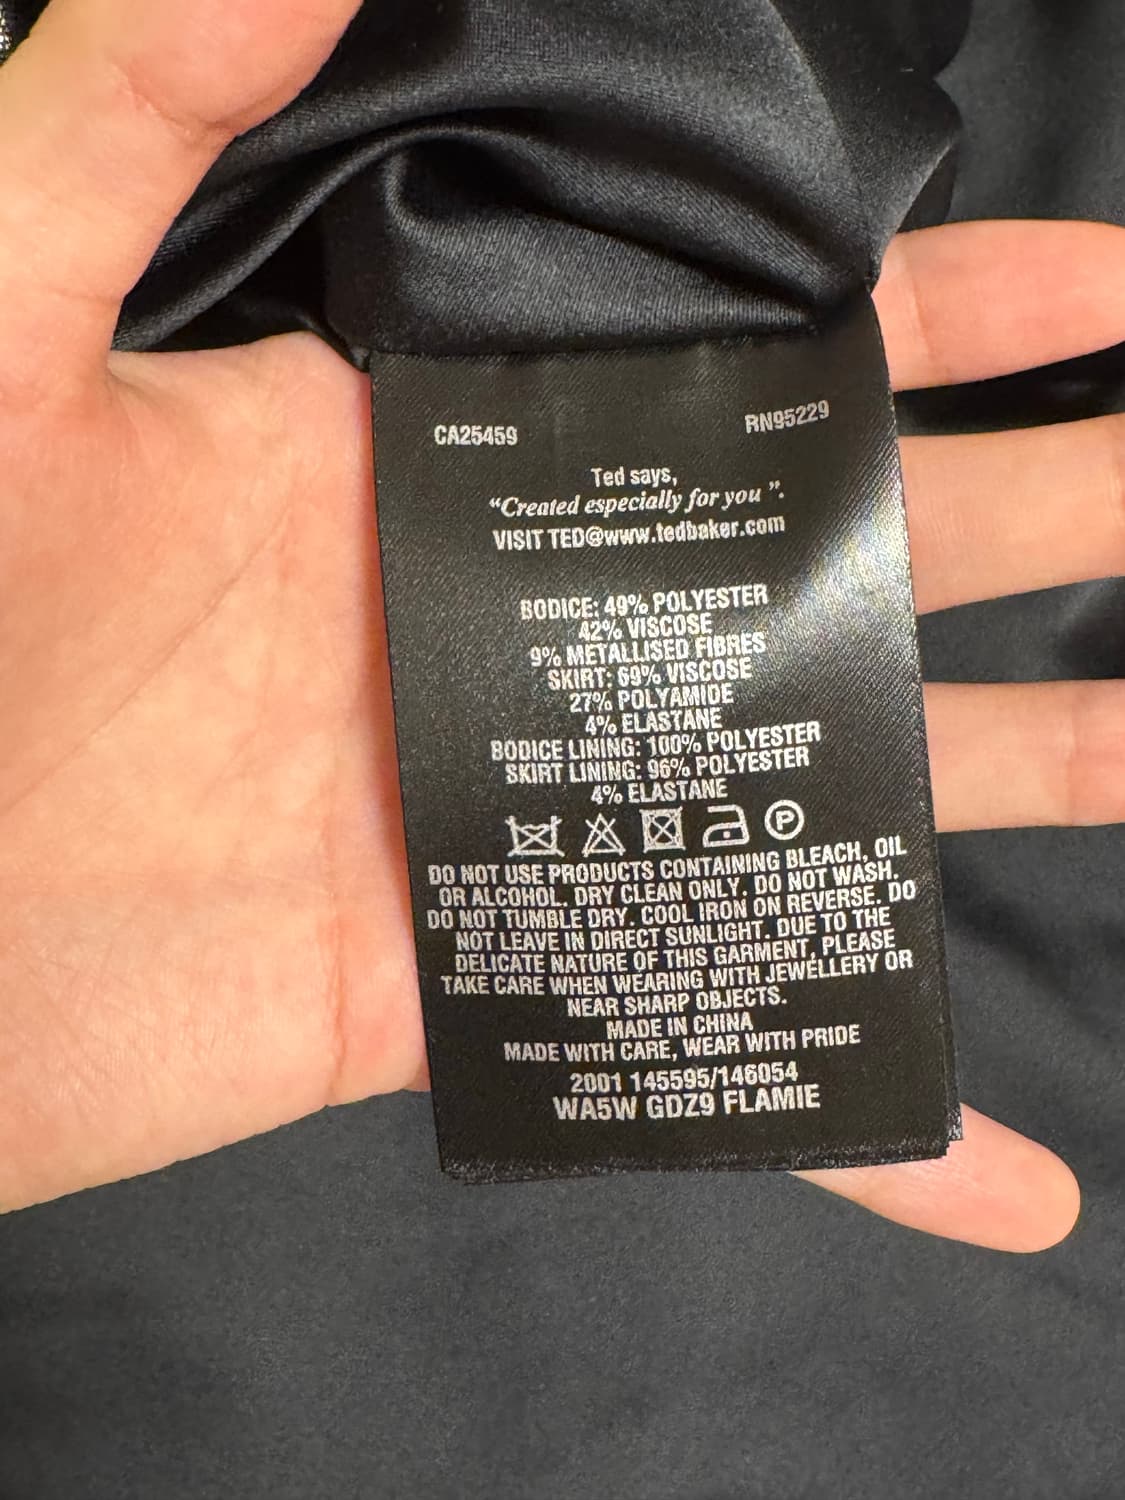 CA25459 RN95229
Ted says,
“Created especially for you ”.
VISIT TED@www.tedbaker.com
BODICE: 49% POLYESTER
42% VISCOSE
9% METALLISED FIBRES
SKIRT: 69% VISCOSE
27% POLYAMIDE
4% ELASTANE
BODICE LINING: 100% POLYESTER
SKIRT LINING: 96% POLYESTER
4% ELASTANE
P
DO NOT USE PRODUCTS CONTAINING BLEACH, OIL
OR ALCOHOL. DRY CLEAN ONLY. DO NOT WASH.
DO NOT TUMBLE DRY. COOL IRON ON REVERSE. DO
NOT LEAVE IN DIRECT SUNLIGHT. DUE TO THE
DELICATE NATURE OF THIS GARMENT, PLEASE
TAKE CARE WHEN WEARING WITH JEWELLERY OR
NEAR SHARP OBJECTS.
MADE IN CHINA
MADE WITH CARE, WEAR WITH PRIDE
2001 145595/146054
WA5W GDZ9 FLAMIE